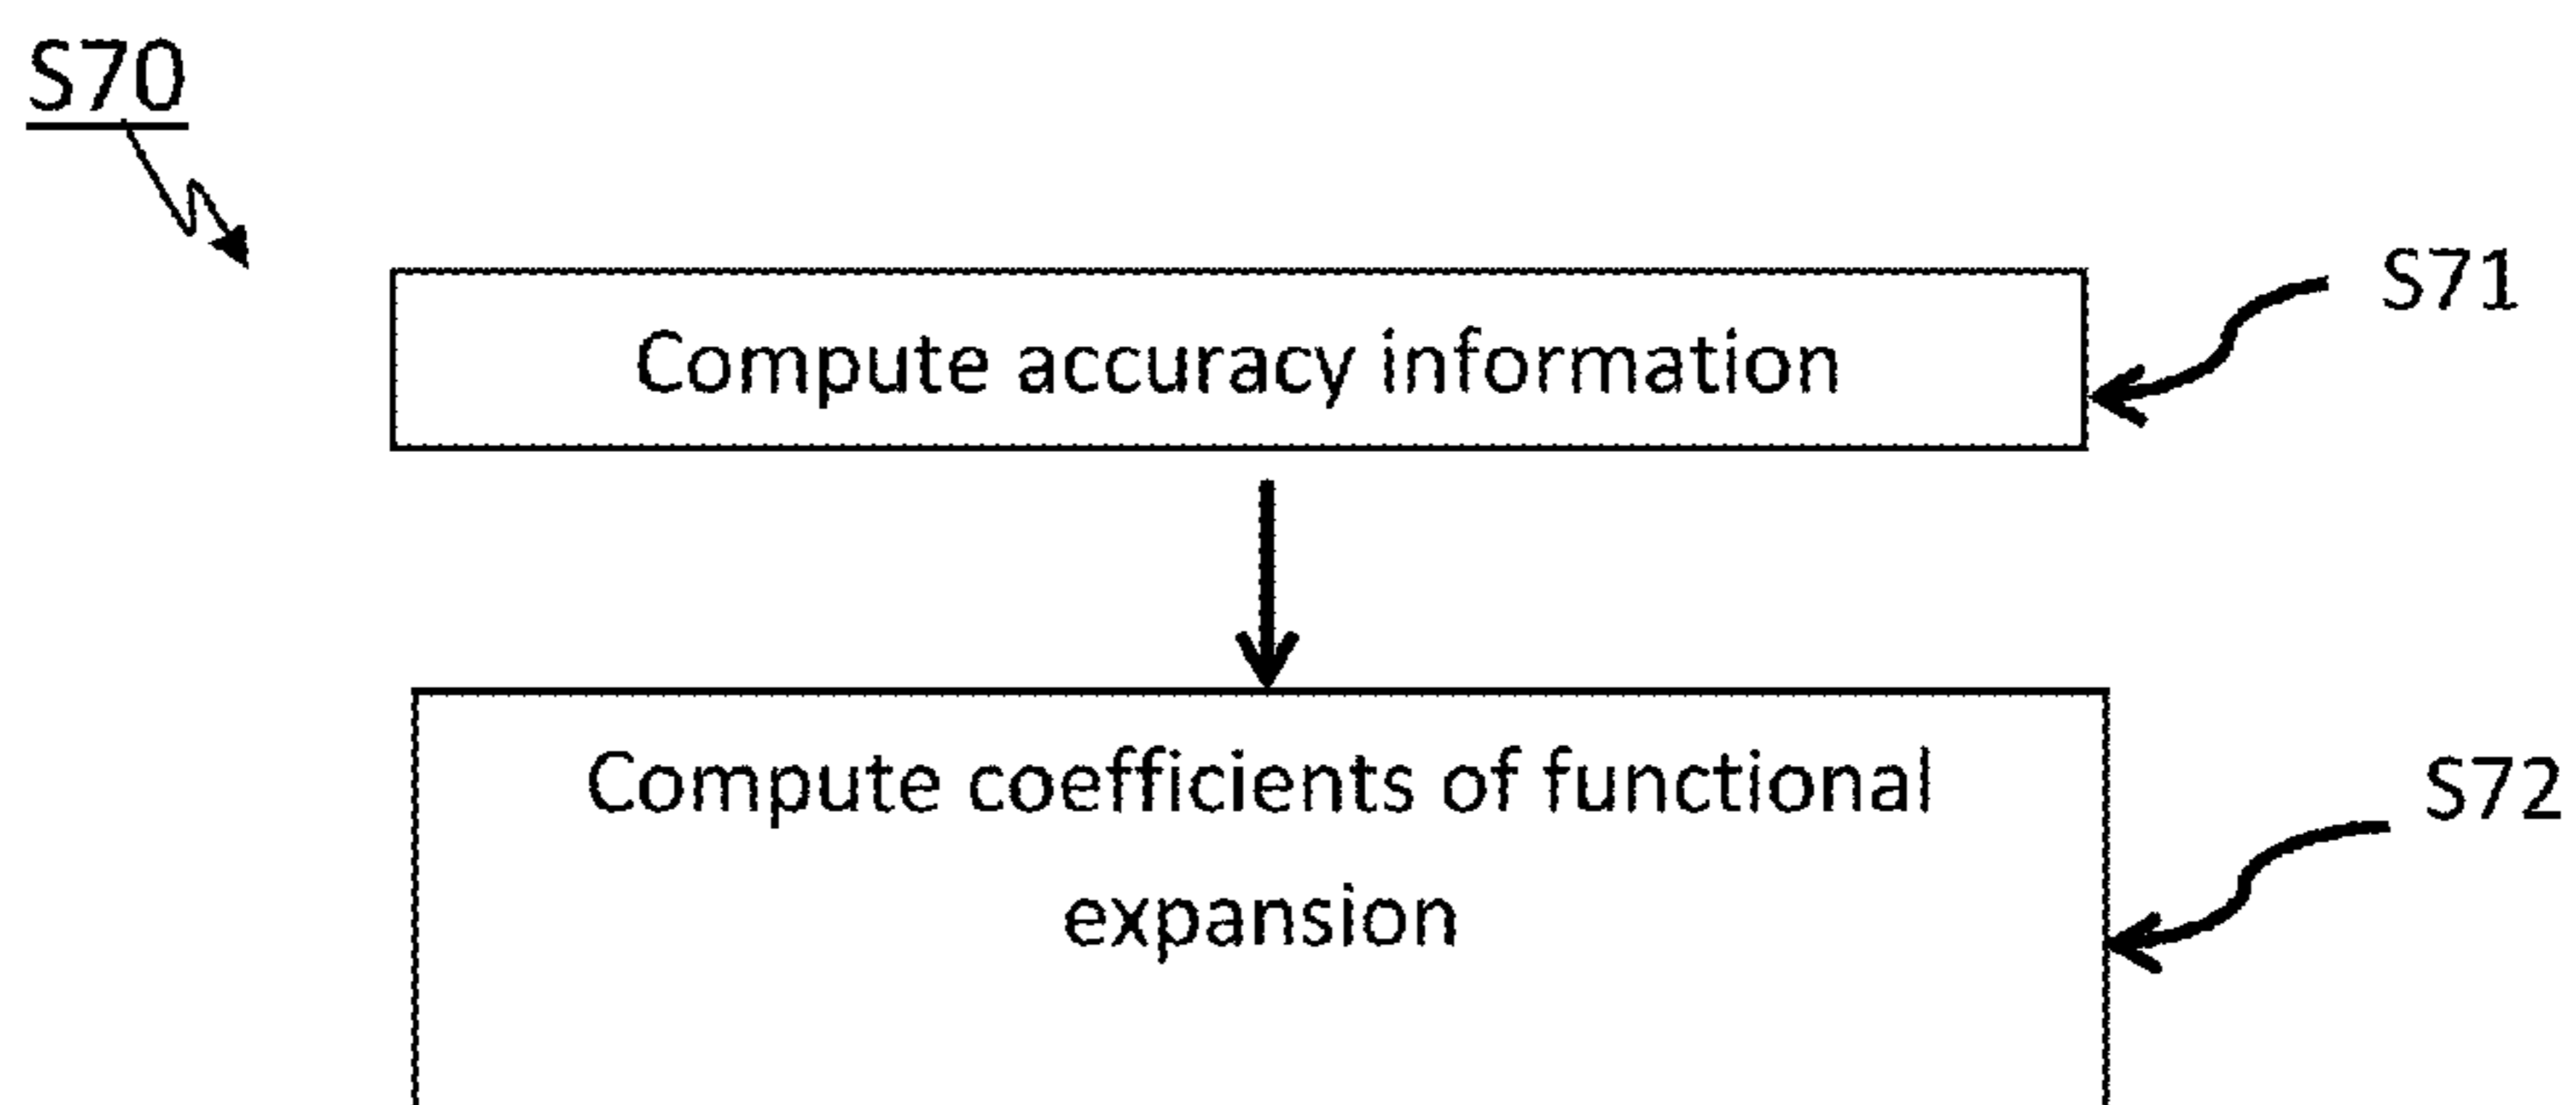 S70
Compute accuracy information
S71
Compute coefficients of functional
expansion
S72